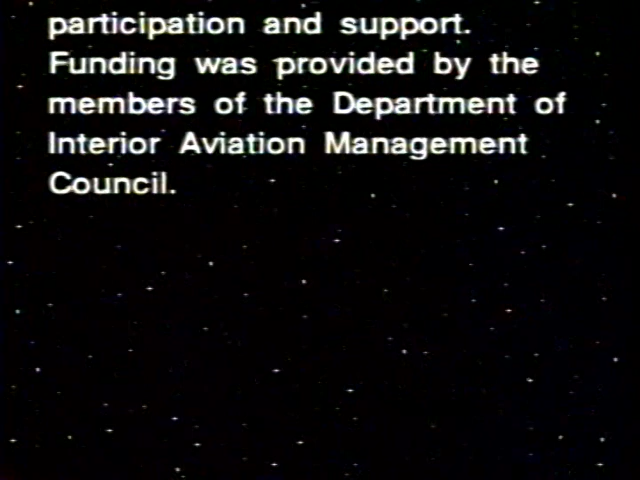 participation and support.
Funding was provided by the
members of the Department of
Interior Aviation Management
Council.